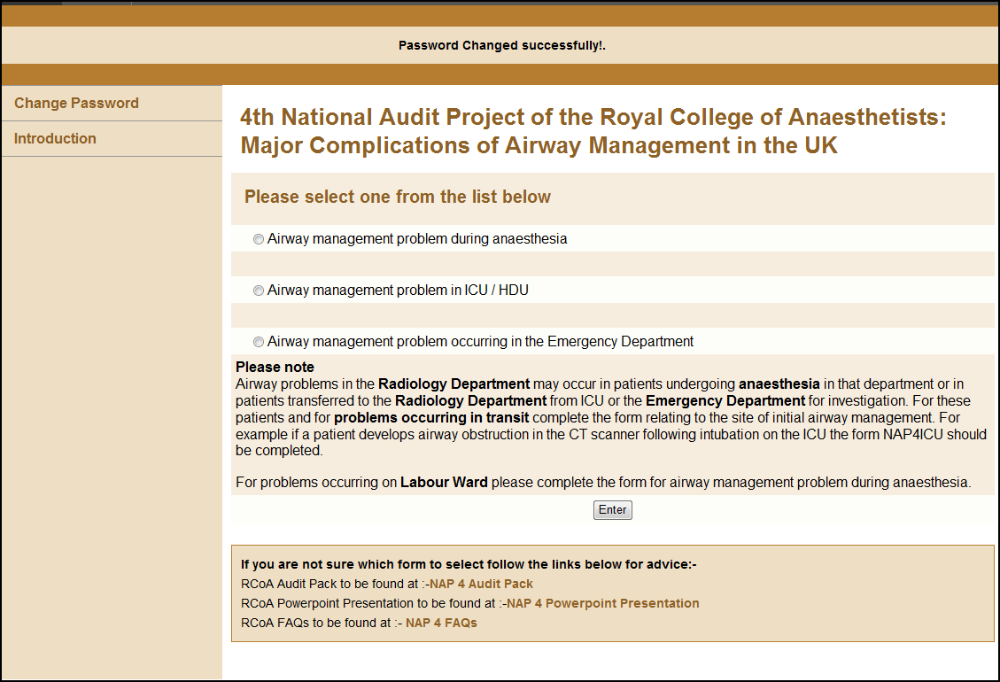 Password Changed successfully!.
Change Password
Introduction
4th National Audit Project of the Royal College of Anaesthetists:
Major Complications of Airway Management in the UK
Please select one from the list below
Airway management problem during anaesthesia
Airway management problem in ICU / HDU
Airway management problem occurring in the Emergency Department
Please note
Airway problems in the Radiology Department may occur in patients undergoing anaesthesia in that department or in
patients transferred to the Radiology Department from ICU or the Emergency Department for investigation. For these
patients and for problems occurring in transit complete the form relating to the site of initial airway management. For
example if a patient develops airway obstruction in the CT scanner following intubation on the ICU the form NAP4ICU should
be completed.
For problems occurring on Labour Ward please complete the form for airway management problem during anaesthesia.
Enter
If you are not sure which form to select follow the links below for advice:-
RCoA Audit Pack to be found at :-NAP 4 Audit Pack
RCoA Powerpoint Presentation to be found at :-NAP 4 Powerpoint Presentation
RCoA FAQs to be found at :- NAP 4 FAQs